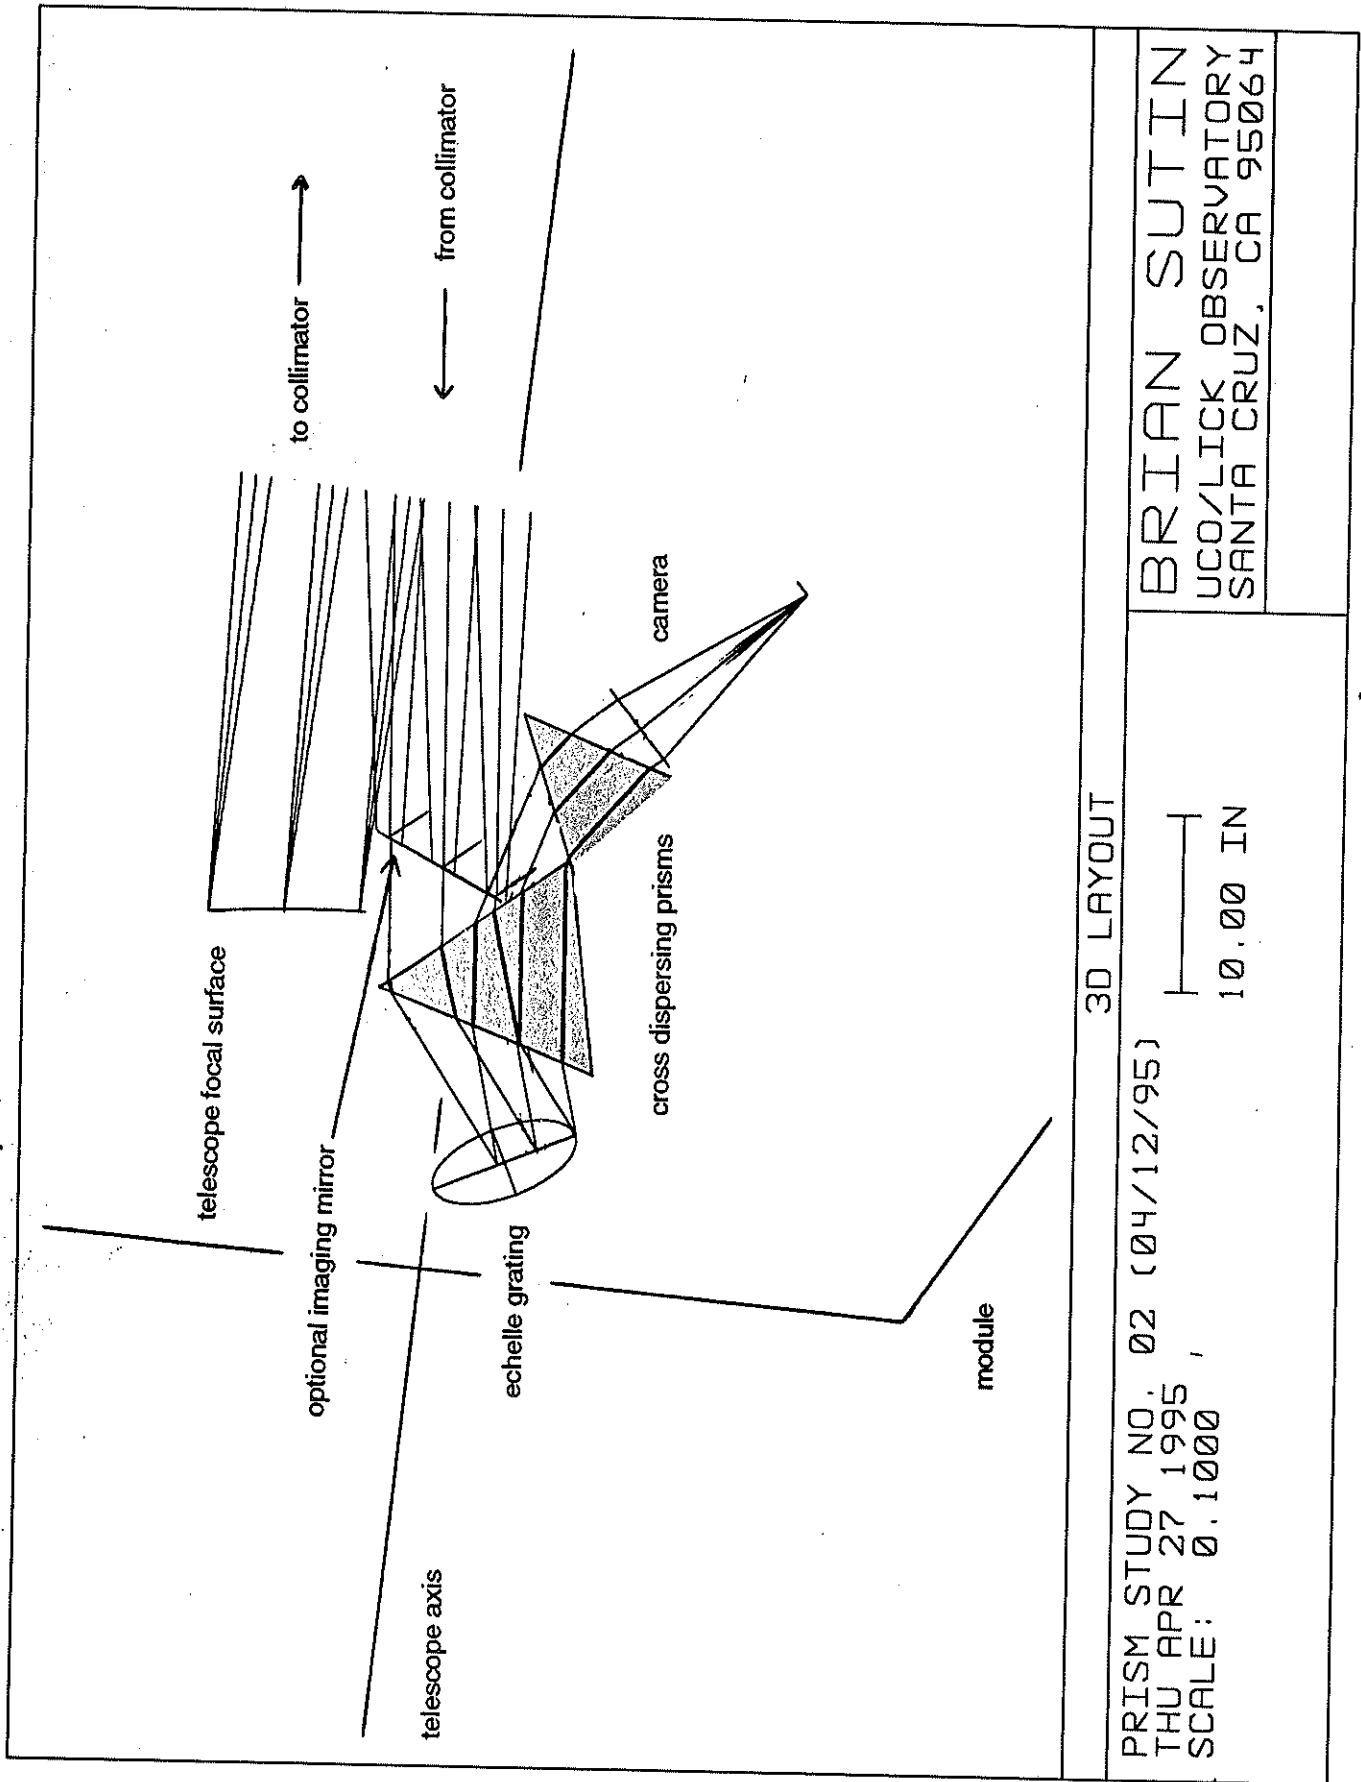 telescope focal surface
to collimator
optional imaging mirror
from collimator
telescope axis
echelle grating
camera
cross dispersing prisms
module
3D LAYOUT
PRISM STUDY NO. 02 (04/12/95)
THU APR 27 1995
SCALE: 0.1000
10.00 IN
BRIAN SUTIN
UCO/LICK OBSERVATORY
SANTA CRUZ, CA 95064